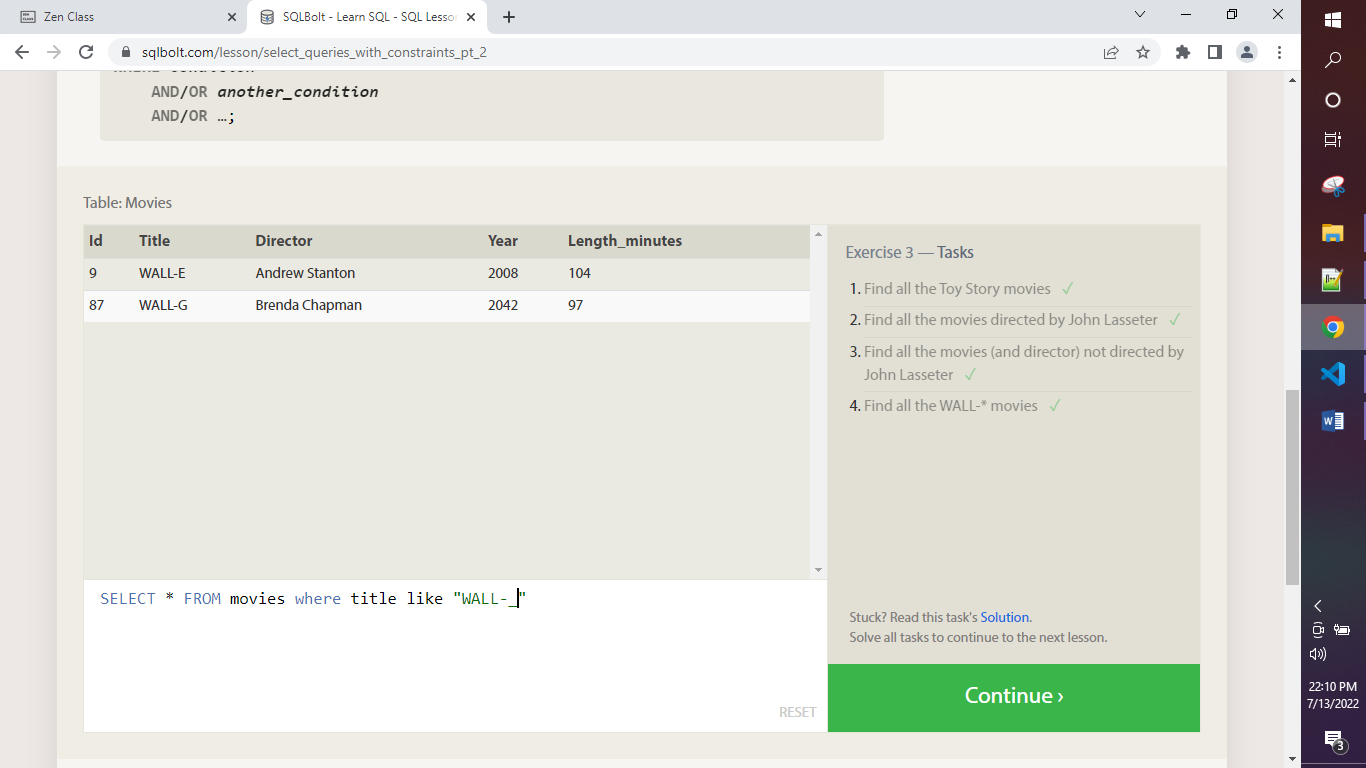 Zen Class
SQLBolt - Learn SQL - SQL Lesson
sqlbolt.com/lesson/select_queries_with_constraints_pt_2
AND/OR another_condition
AND/OR …;
Table: Movies
Id Title Director Year Length_minutes
9 WALL-E Andrew Stanton 2008 104
87 WALL-G Brenda Chapman 2042 97
Exercise 3 — Tasks
1. Find all the Toy Story movies ✓
2. Find all the movies directed by John Lasseter ✓
3. Find all the movies (and director) not directed by
John Lasseter ✓
4. Find all the WALL-* movies ✓
SELECT * FROM movies where title like "WALL-_"
RESET
Stuck? Read this task's Solution.
Solve all tasks to continue to the next lesson.
Continue ›
22:10 PM
7/13/2022
3